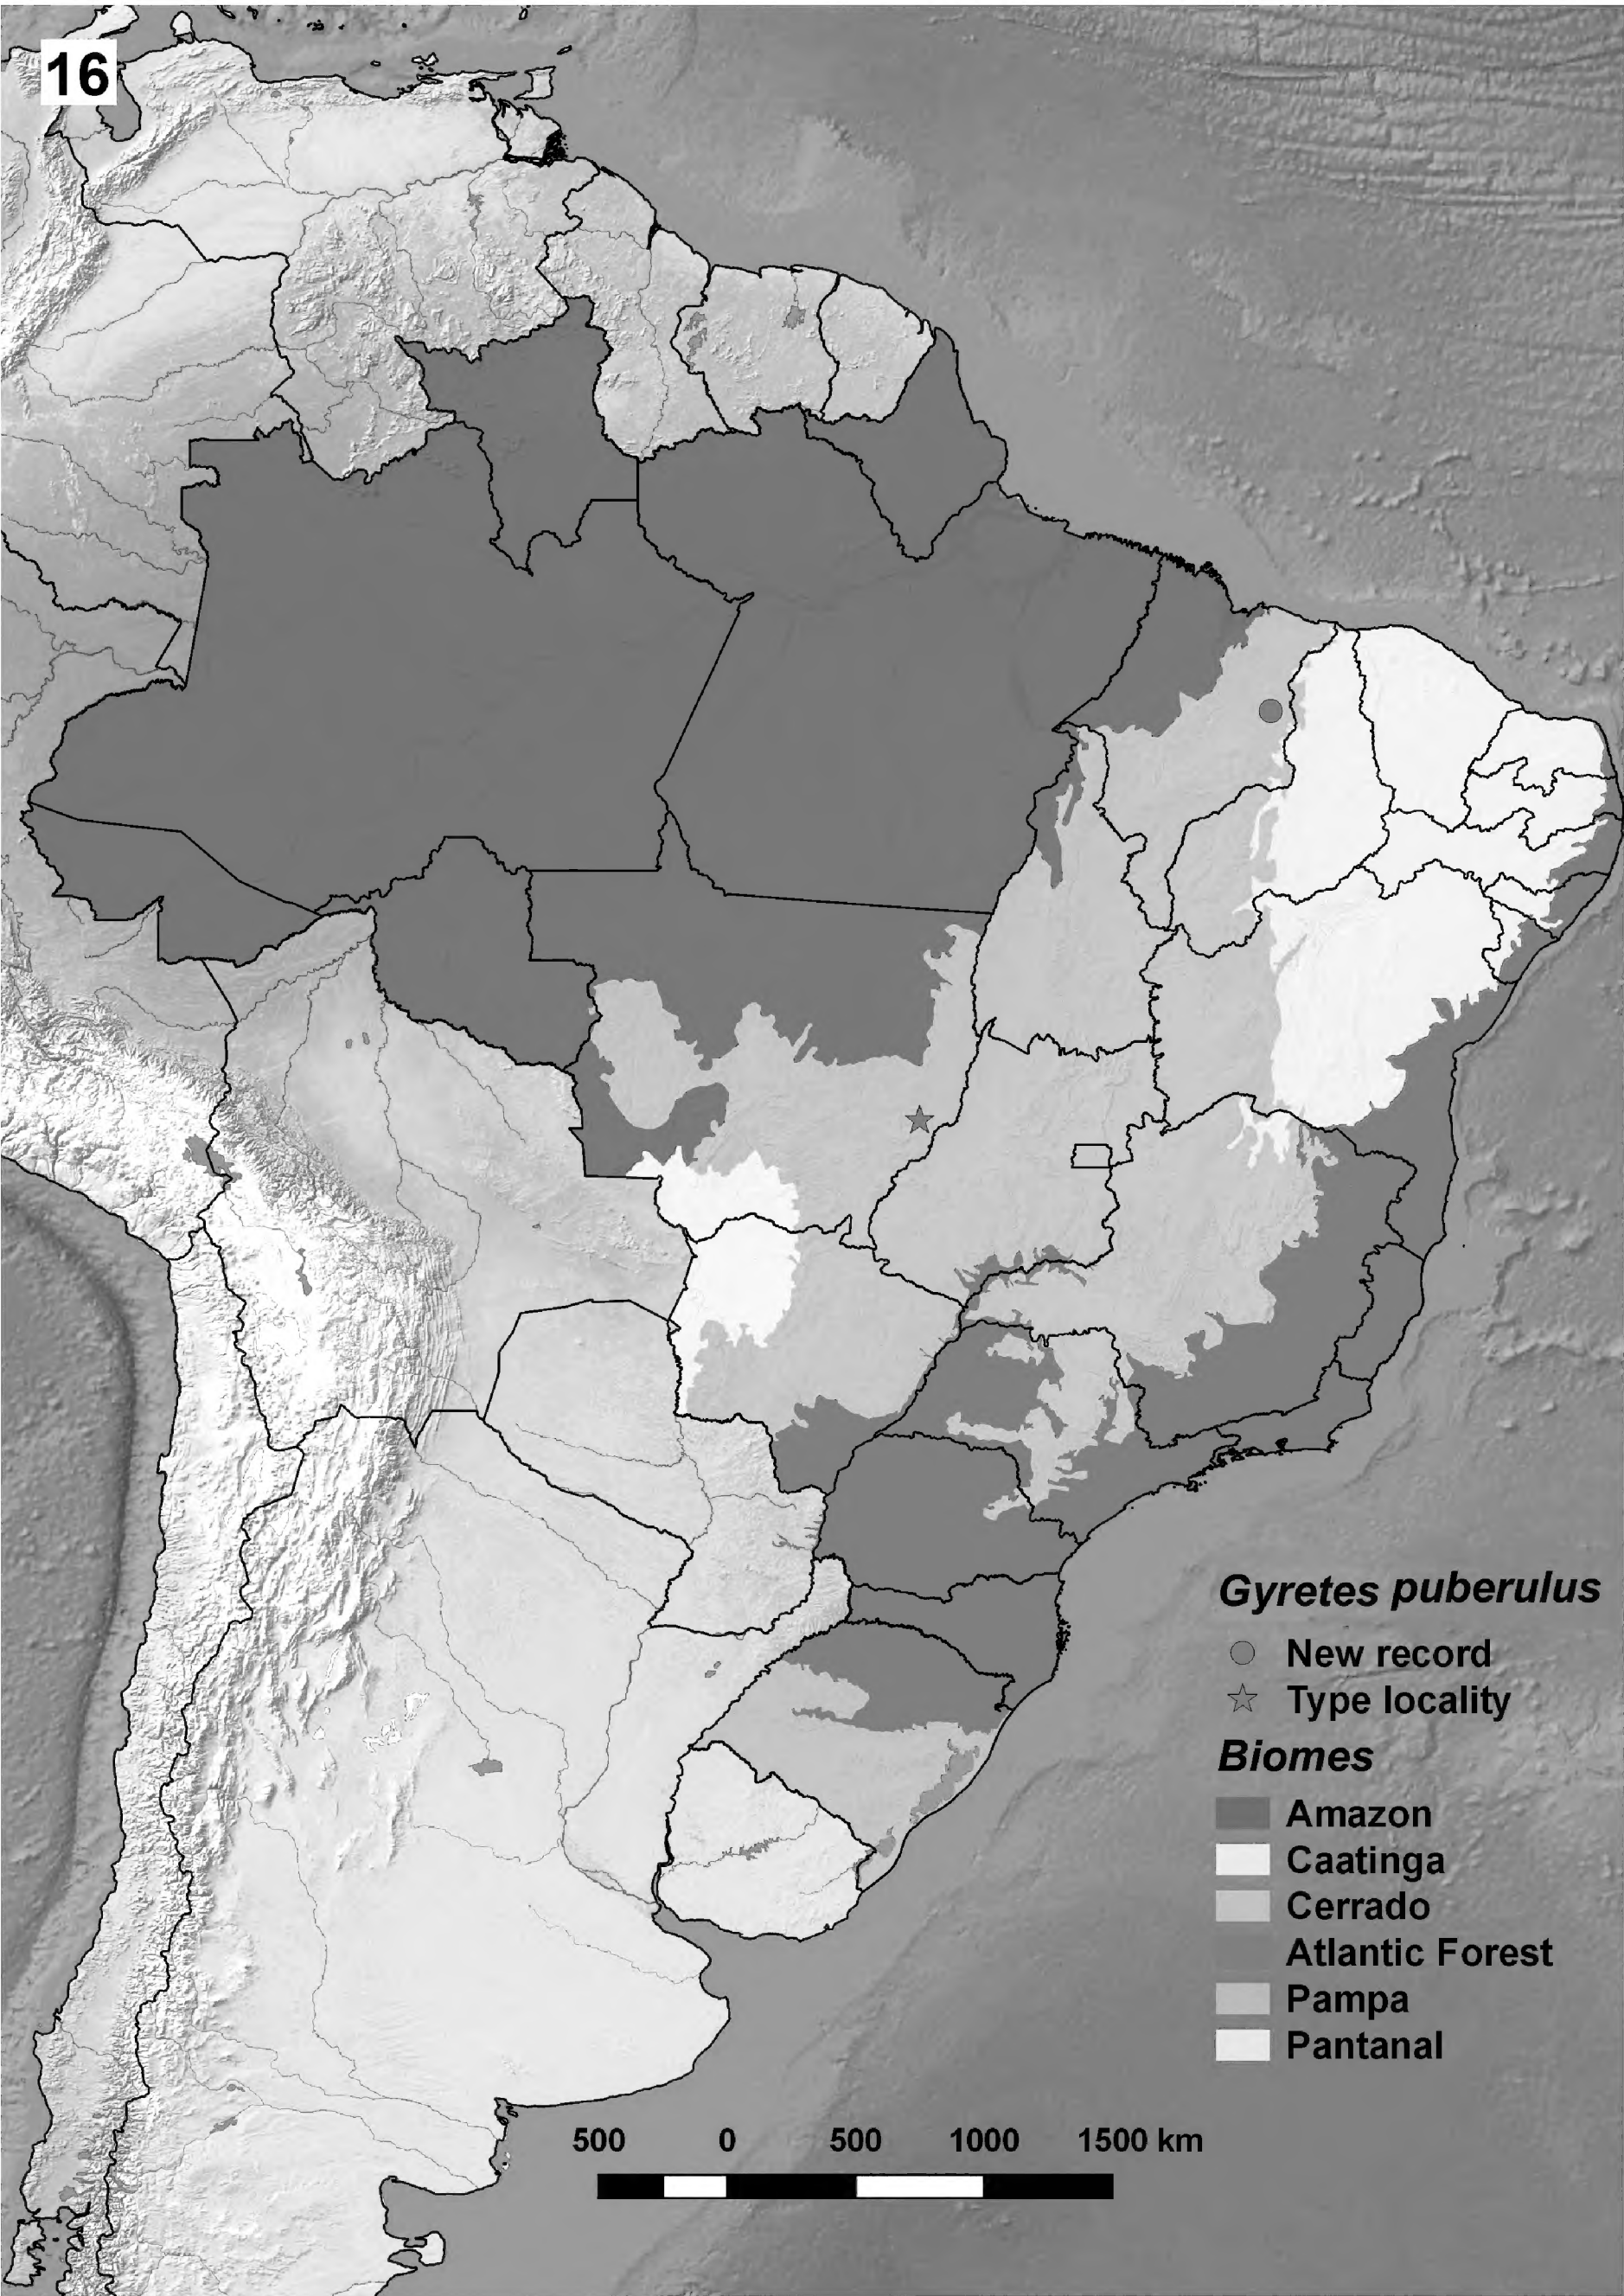 16
Gyretes puberulus
New record
Type locality
Biomes
Amazon
Caatinga
Cerrado
Atlantic Forest
Pampa
Pantanal
500 0 500 1000 1500 km